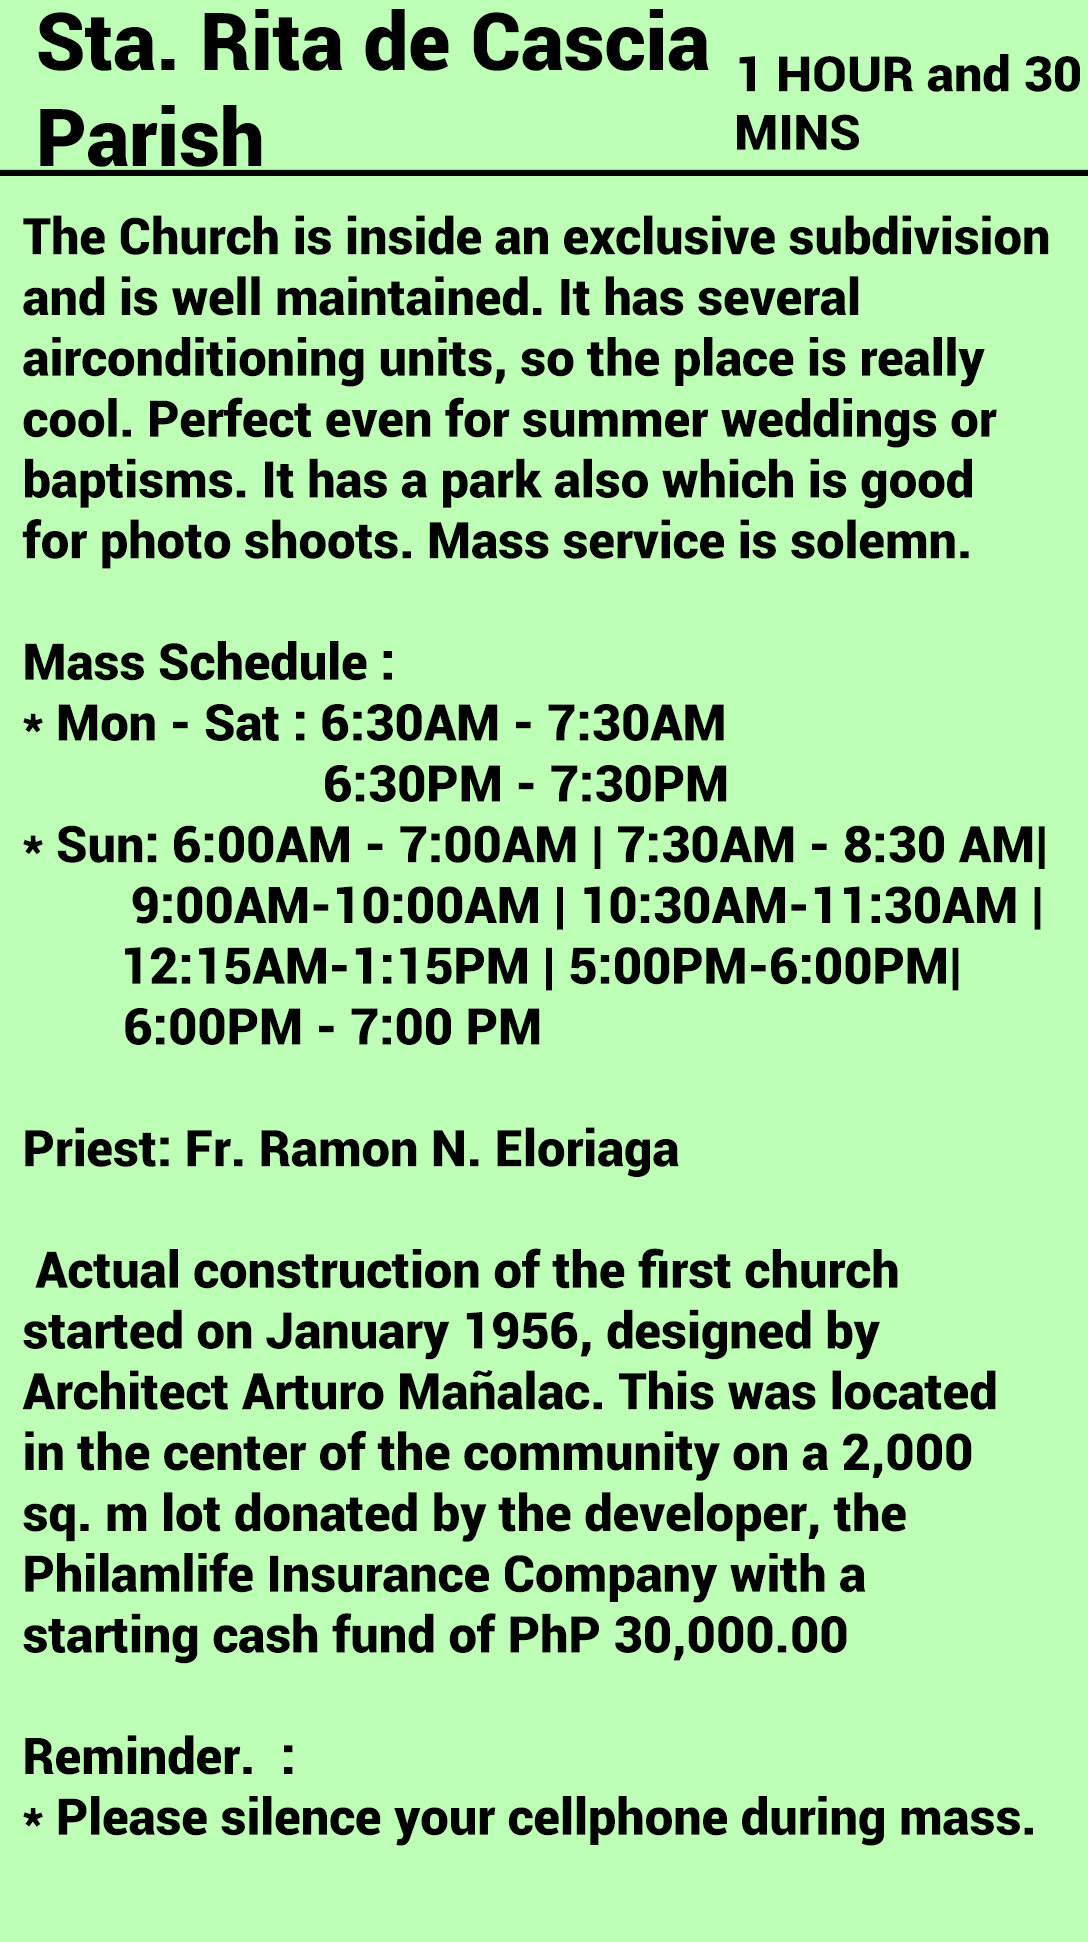 Sta. Rita de Cascia
Parish
1 HOUR and 30
MINS
The Church is inside an exclusive subdivision
and is well maintained. It has several
airconditioning units, so the place is really
cool. Perfect even for summer weddings or
baptisms. It has a park also which is good
for photo shoots. Mass service is solemn.
Mass Schedule :
* Mon - Sat : 6:30AM - 7:30AM
6:30PM - 7:30PM
* Sun: 6:00AM - 7:00AM | 7:30AM - 8:30 AM|
9:00AM-10:00AM | 10:30AM-11:30AM |
12:15AM-1:15PM | 5:00PM-6:00PM|
6:00PM - 7:00 PM
Priest: Fr. Ramon N. Eloriaga
Actual construction of the first church
started on January 1956, designed by
Architect Arturo Mañalac. This was located
in the center of the community on a 2,000
sq. m lot donated by the developer, the
Philamlife Insurance Company with a
starting cash fund of PhP 30,000.00
Reminder.  :
* Please silence your cellphone during mass.